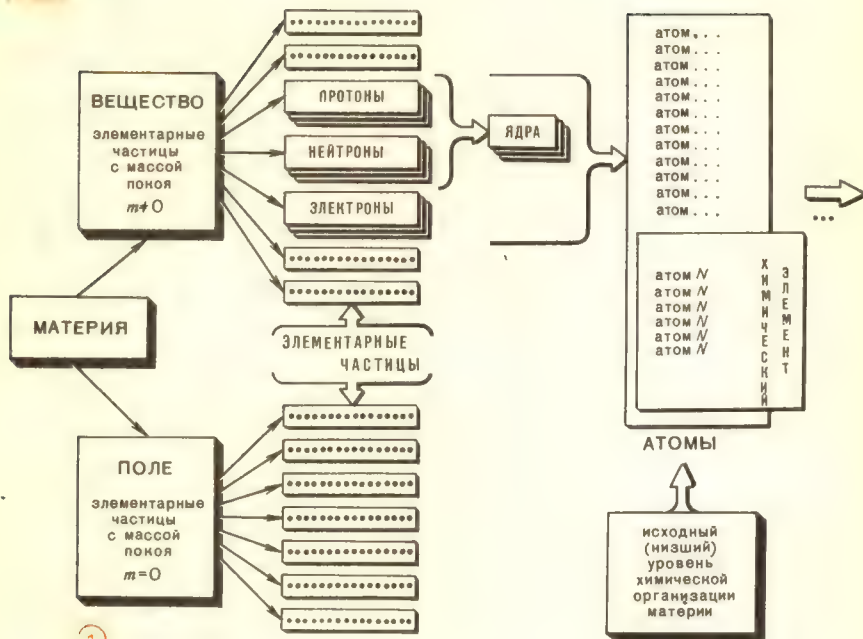 ВЕЩЕСТВО
элементарные
частицы
с массой
покоя
m≠0
МАТЕРИЯ
ПОЛЕ
элементарные
частицы
с массой
покоя
m=0
ПРОТОНЫ
НЕЙТРОНЫ
ЭЛЕКТРОНЫ
ЭЛЕМЕНТАРНЫЕ
ЧАСТИЦЫ
ЯДРА
атом...
атом...
атом...
атом...
атом...
атом...
атом...
атом...
атом...
атом...
атом...
атом...
атом N
атом N
атом N
атом N
атом N
атом N
ХИМИЧЕСКИЙ
ЭЛЕМЕНТ
...
АТОМЫ
исходный
(низший)
уровень
химической
организации
материи
1